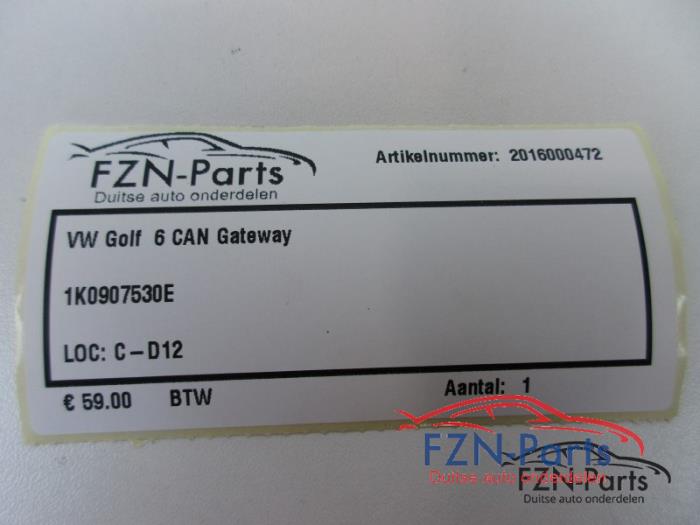 FZN-Parts
Duitse auto onderdelen
Artikelnummer: 2016000472
VW Golf 6 CAN Gateway
1K0907530E
LOC: C-D12
€ 59.00 BTW
Aantal: 1
FZN-Parts
Duitse auto onderdelen
FZN-Parts
Duitse auto onderdelen